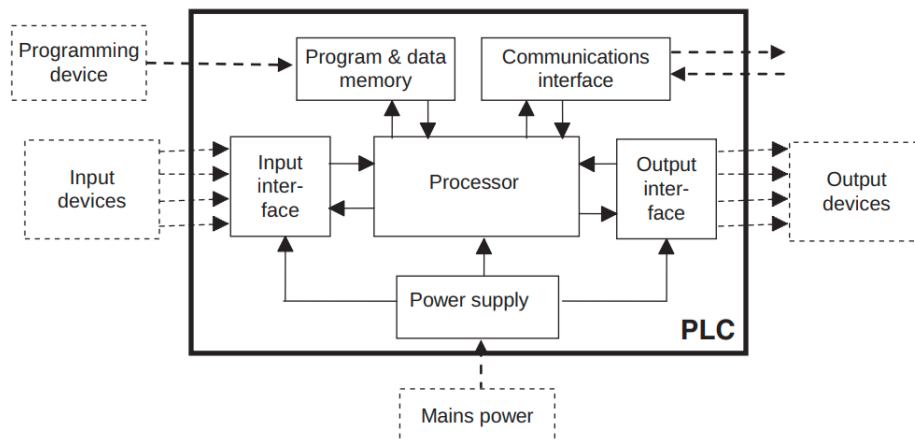 Programming
device
Program & data
memory
Communications
interface
Input
devices
Input
inter-
face
Processor
Output
inter-
face
Output
devices
Power supply
PLC
Mains power